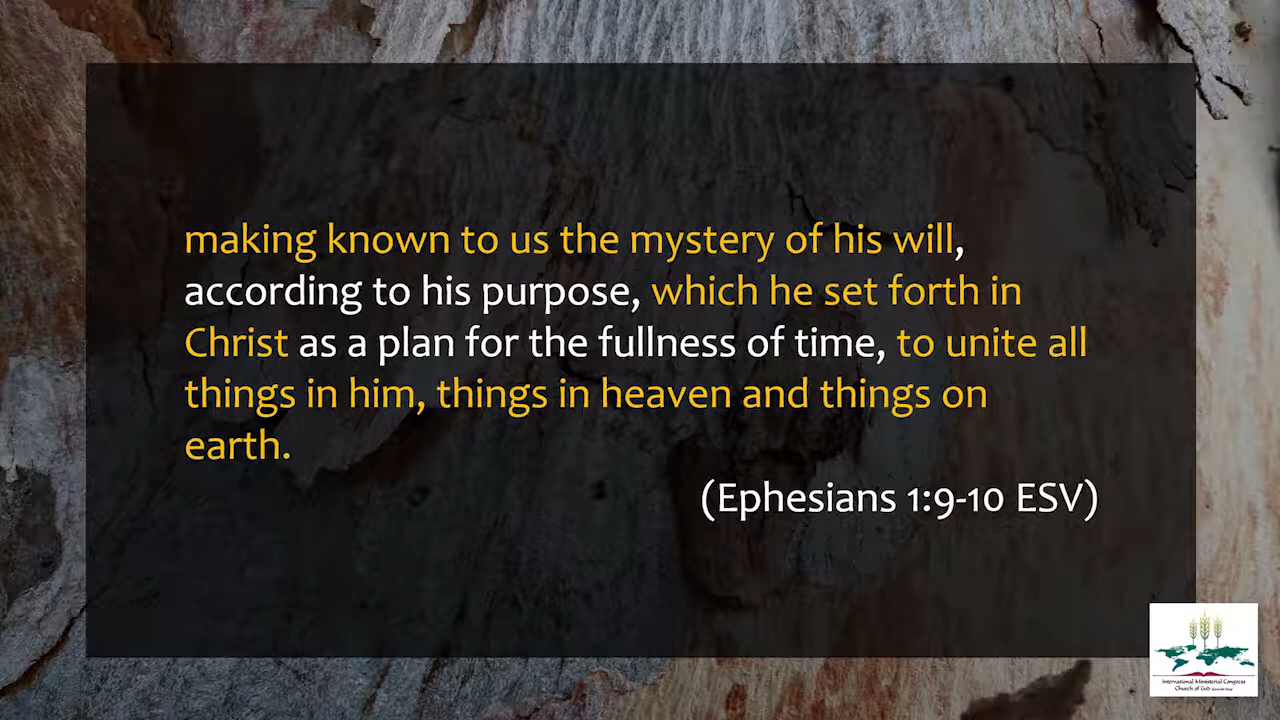 making known to us the mystery of his will,
according to his purpose, which he set forth in
Christ as a plan for the fullness of time, to unite all
things in him, things in heaven and things on
earth.
(Ephesians 1:9-10 ESV)
International Ministerial Congress
Church of God (Seventh Day)